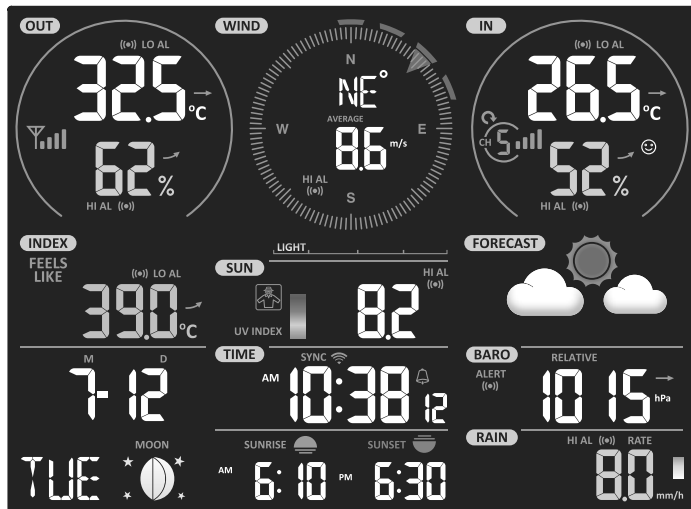 OUT
LO AL
32.5 °C
62 %
HI AL
WIND
N
NE°
W
E
AVERAGE
8.6 m/s
HI AL
S
IN
LO AL
26.5 °C
CH 5
52 %
HI AL
INDEX
FEELS
LIKE
LO AL
39.0 °C
LIGHT
SUN
HI AL
UV INDEX
8.2
FORECAST
M D
7-12
TIME
SYNC
AM 10:38 12
BARO
RELATIVE
ALERT
1015 hPa
TUE
MOON
SUNRISE
AM 6:10
SUNSET
PM 6:30
RAIN
HI AL RATE
8.0 mm/h